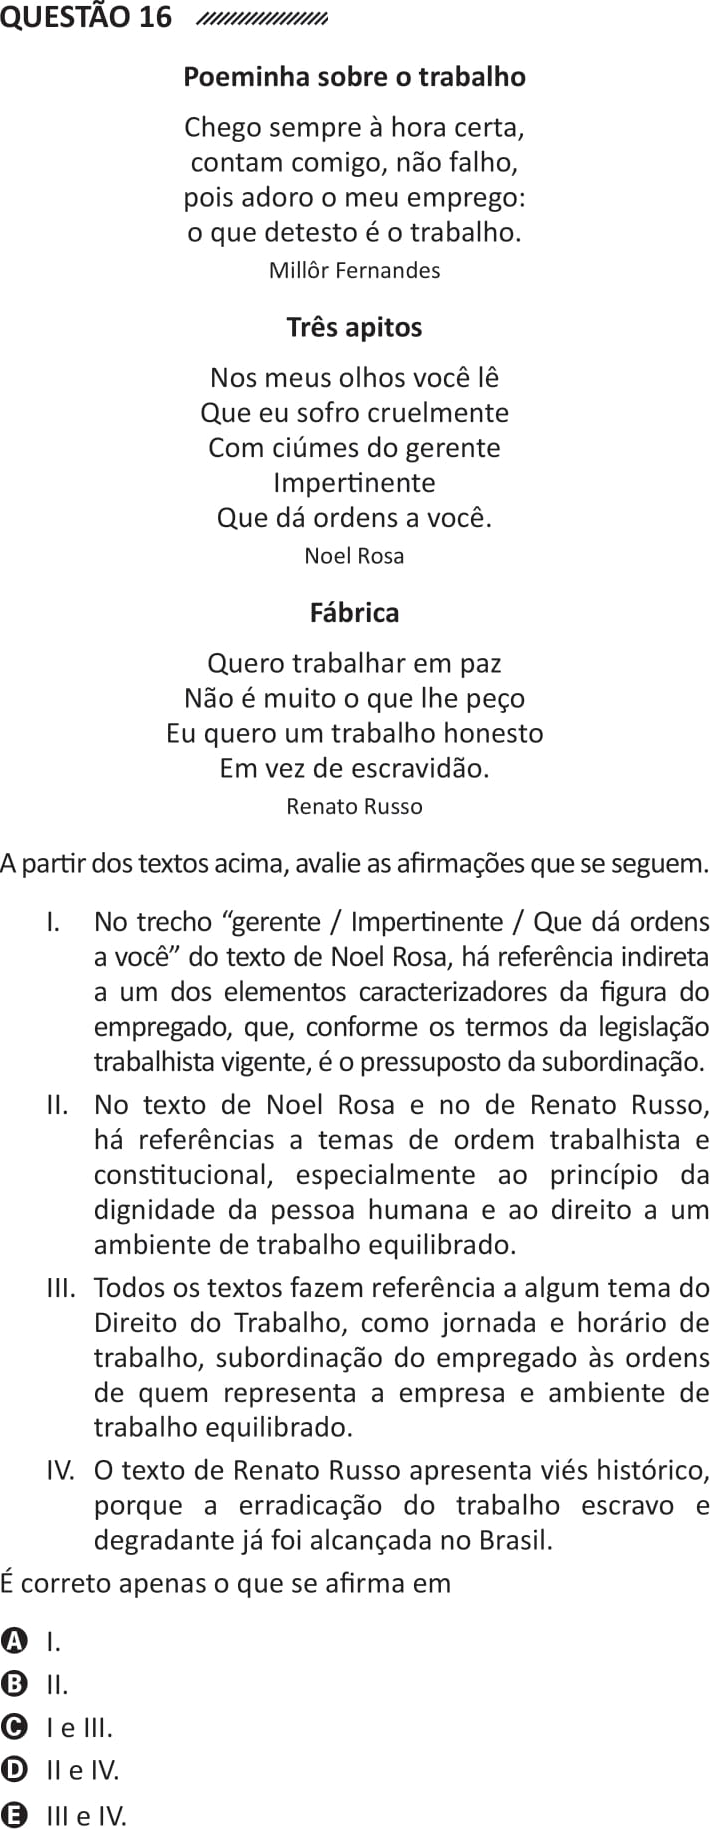 QUESTÃO 16
Poeminha sobre o trabalho
Chego sempre à hora certa,
contam comigo, não falho,
pois adoro o meu emprego:
o que detesto é o trabalho.
Millôr Fernandes
Três apitos
Nos meus olhos você lê
Que eu sofro cruelmente
Com ciúmes do gerente
Impertinente
Que dá ordens a você.
Noel Rosa
Fábrica
Quero trabalhar em paz
Não é muito o que lhe peço
Eu quero um trabalho honesto
Em vez de escravidão.
Renato Russo
A partir dos textos acima, avalie as afirmações que se seguem.
I. No trecho “gerente / Impertinente / Que dá ordens
a você” do texto de Noel Rosa, há referência indireta
a um dos elementos caracterizadores da figura do
empregado, que, conforme os termos da legislação
trabalhista vigente, é o pressuposto da subordinação.
II. No texto de Noel Rosa e no de Renato Russo,
há referências a temas de ordem trabalhista e
constitucional, especialmente ao princípio da
dignidade da pessoa humana e ao direito a um
ambiente de trabalho equilibrado.
III. Todos os textos fazem referência a algum tema do
Direito do Trabalho, como jornada e horário de
trabalho, subordinação do empregado às ordens
de quem representa a empresa e ambiente de
trabalho equilibrado.
IV. O texto de Renato Russo apresenta viés histórico,
porque a erradicação do trabalho escravo e
degradante já foi alcançada no Brasil.
É correto apenas o que se afirma em
A I.
B II.
C I e III.
D II e IV.
E III e IV.